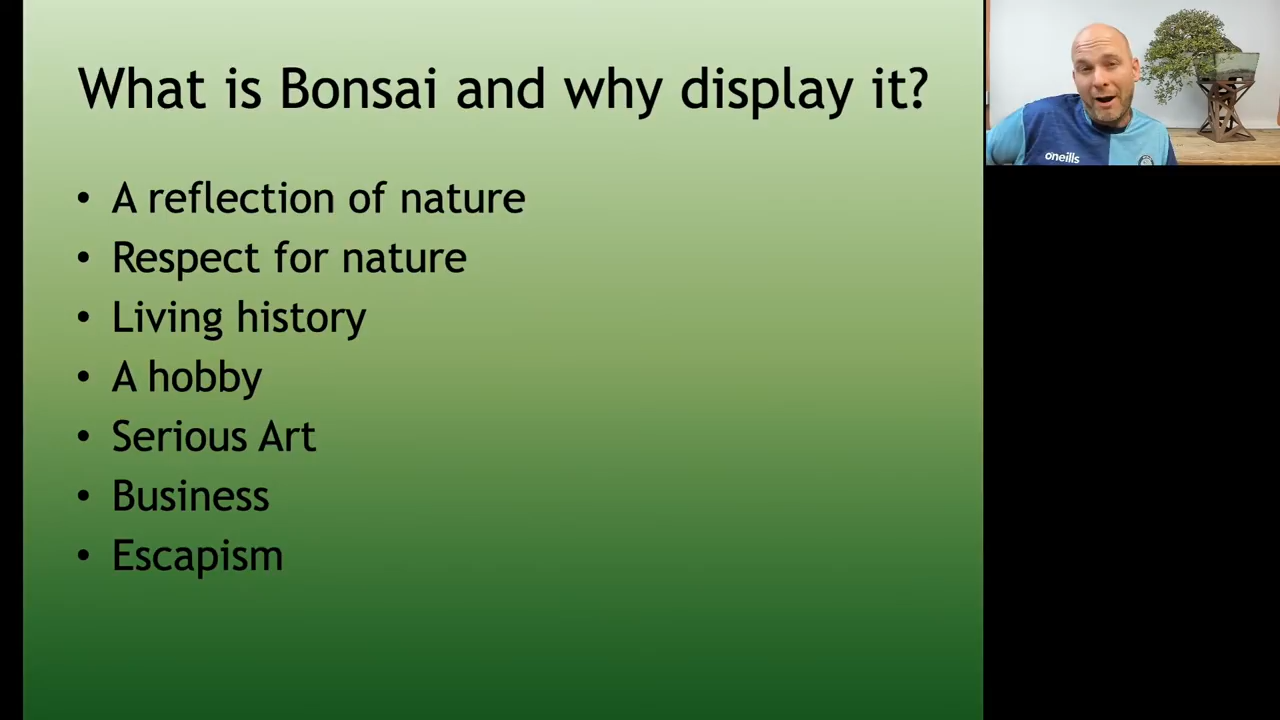 What is Bonsai and why display it?
• A reflection of nature
• Respect for nature
• Living history
• A hobby
• Serious Art
• Business
• Escapism
oneills